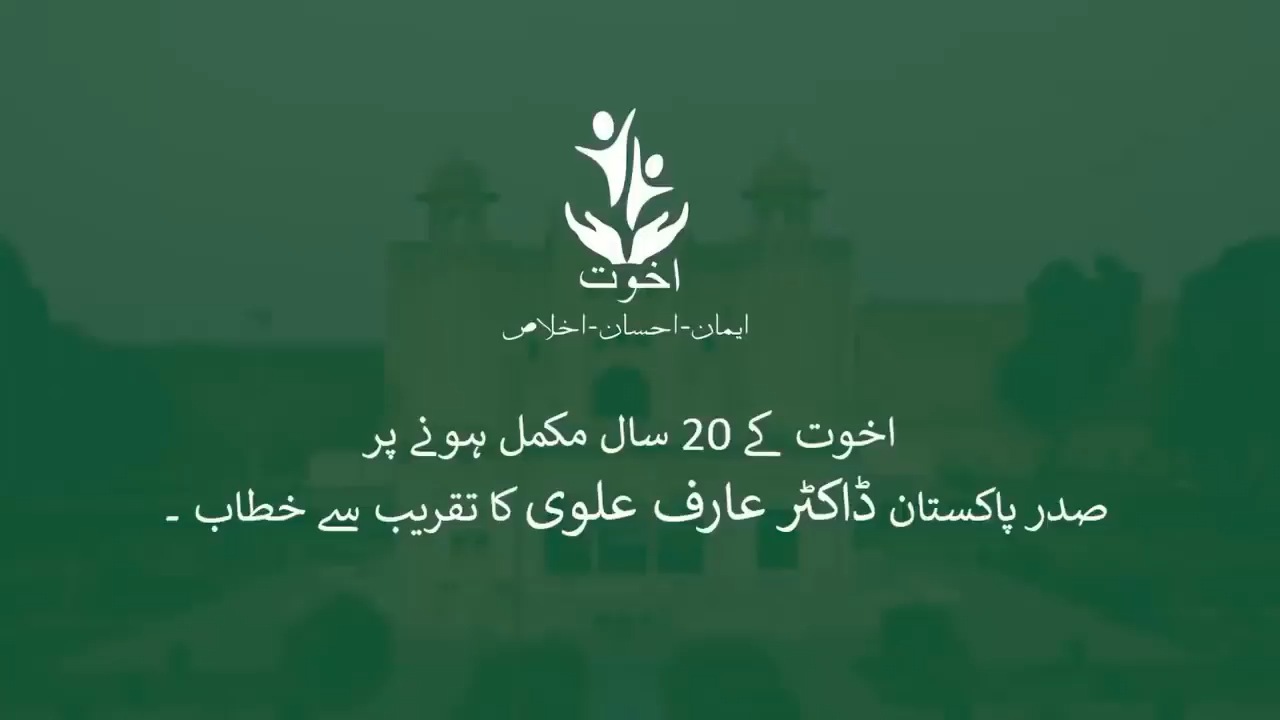 اخوت
ایمان-احسان-اخلاص
اخوت کے 20 سال مکمل ہونے پر
صدر پاکستان ڈاکٹر عارف علوی کا تقریب سے خطاب ۔